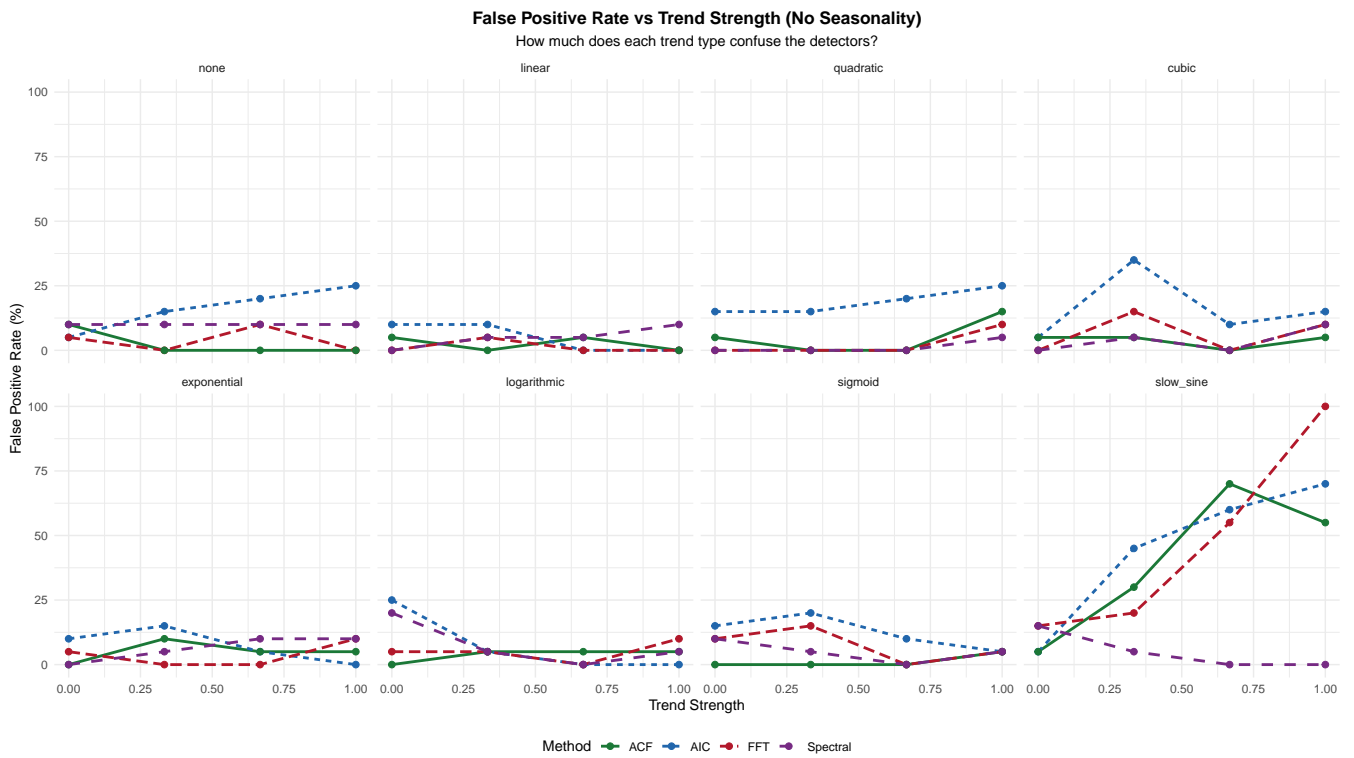 False Positive Rate vs Trend Strength (No Seasonality)
How much does each trend type confuse the detectors?
none linear quadratic cubic
100
75
50
25
0
exponential logarithmic sigmoid slow_sine
100
75
50
25
0
False Positive Rate (%)
0.00 0.25 0.50 0.75 1.00 0.00 0.25 0.50 0.75 1.00 0.00 0.25 0.50 0.75 1.00 0.00 0.25 0.50 0.75 1.00
Trend Strength
Method ACF AIC FFT Spectral